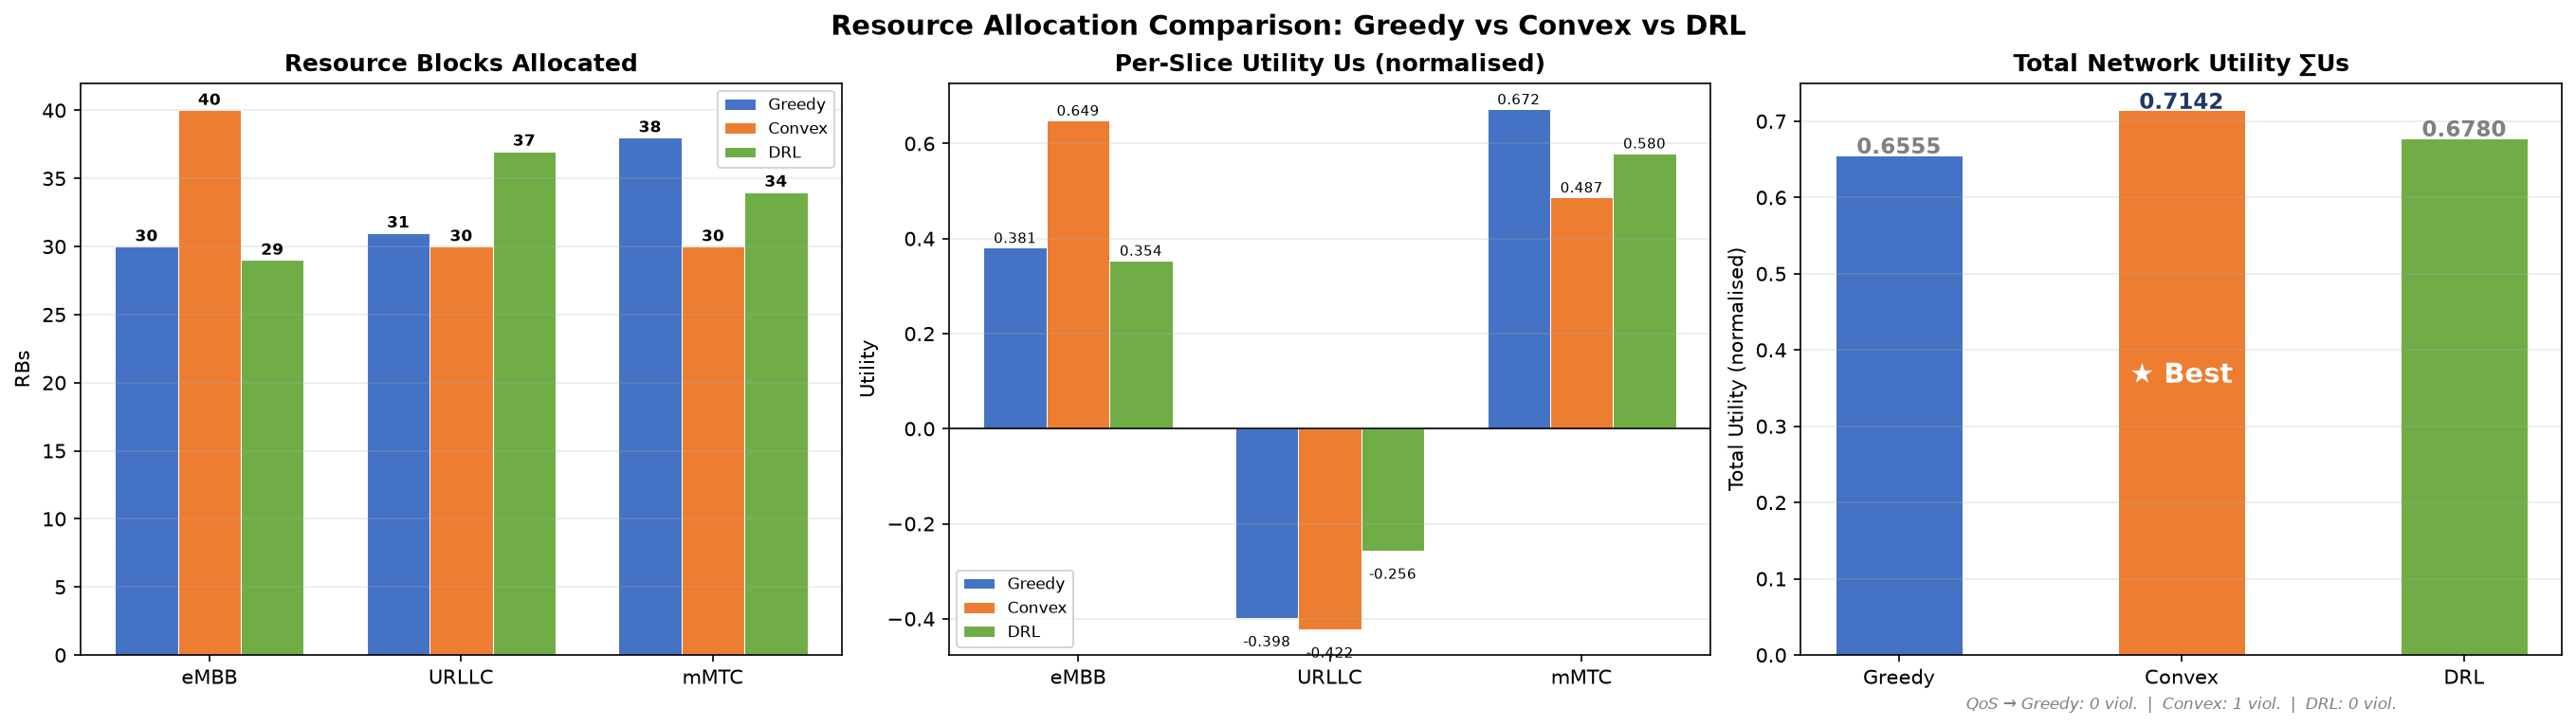 Resource Allocation Comparison: Greedy vs Convex vs DRL
Resource Blocks Allocated
RBs
40
35
30
25
20
15
10
5
0
30
40
29
31
30
37
38
30
34
Greedy
Convex
DRL
eMBB
URLLC
mMTC
Per-Slice Utility Us (normalised)
Utility
0.6
0.4
0.2
0.0
−0.2
−0.4
0.381
0.649
0.354
-0.398
-0.422
-0.256
0.672
0.487
0.580
Greedy
Convex
DRL
eMBB
URLLC
mMTC
Total Network Utility ∑Us
Total Utility (normalised)
0.7
0.6
0.5
0.4
0.3
0.2
0.1
0.0
0.6555
0.7142
0.6780
★ Best
Greedy
Convex
DRL
QoS → Greedy: 0 viol. | Convex: 1 viol. | DRL: 0 viol.